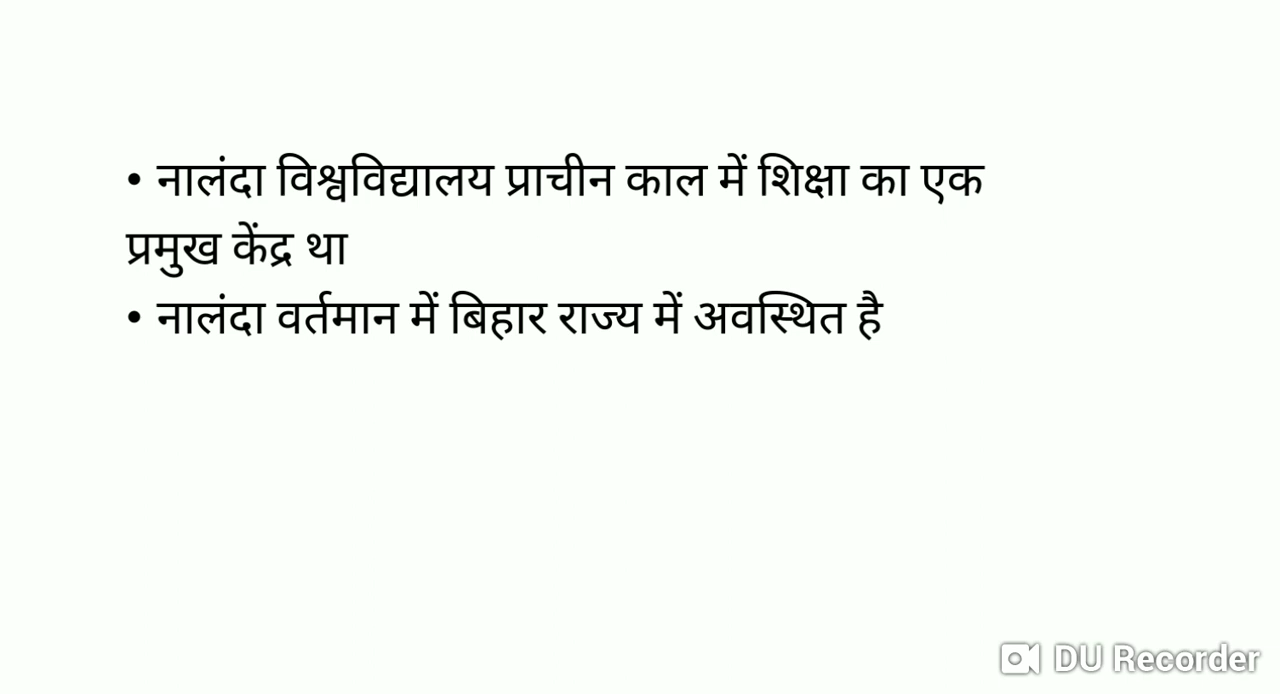 • नालंदा विश्वविद्यालय प्राचीन काल में शिक्षा का एक
प्रमुख केंद्र था
• नालंदा वर्तमान में बिहार राज्य में अवस्थित है
DU Recorder